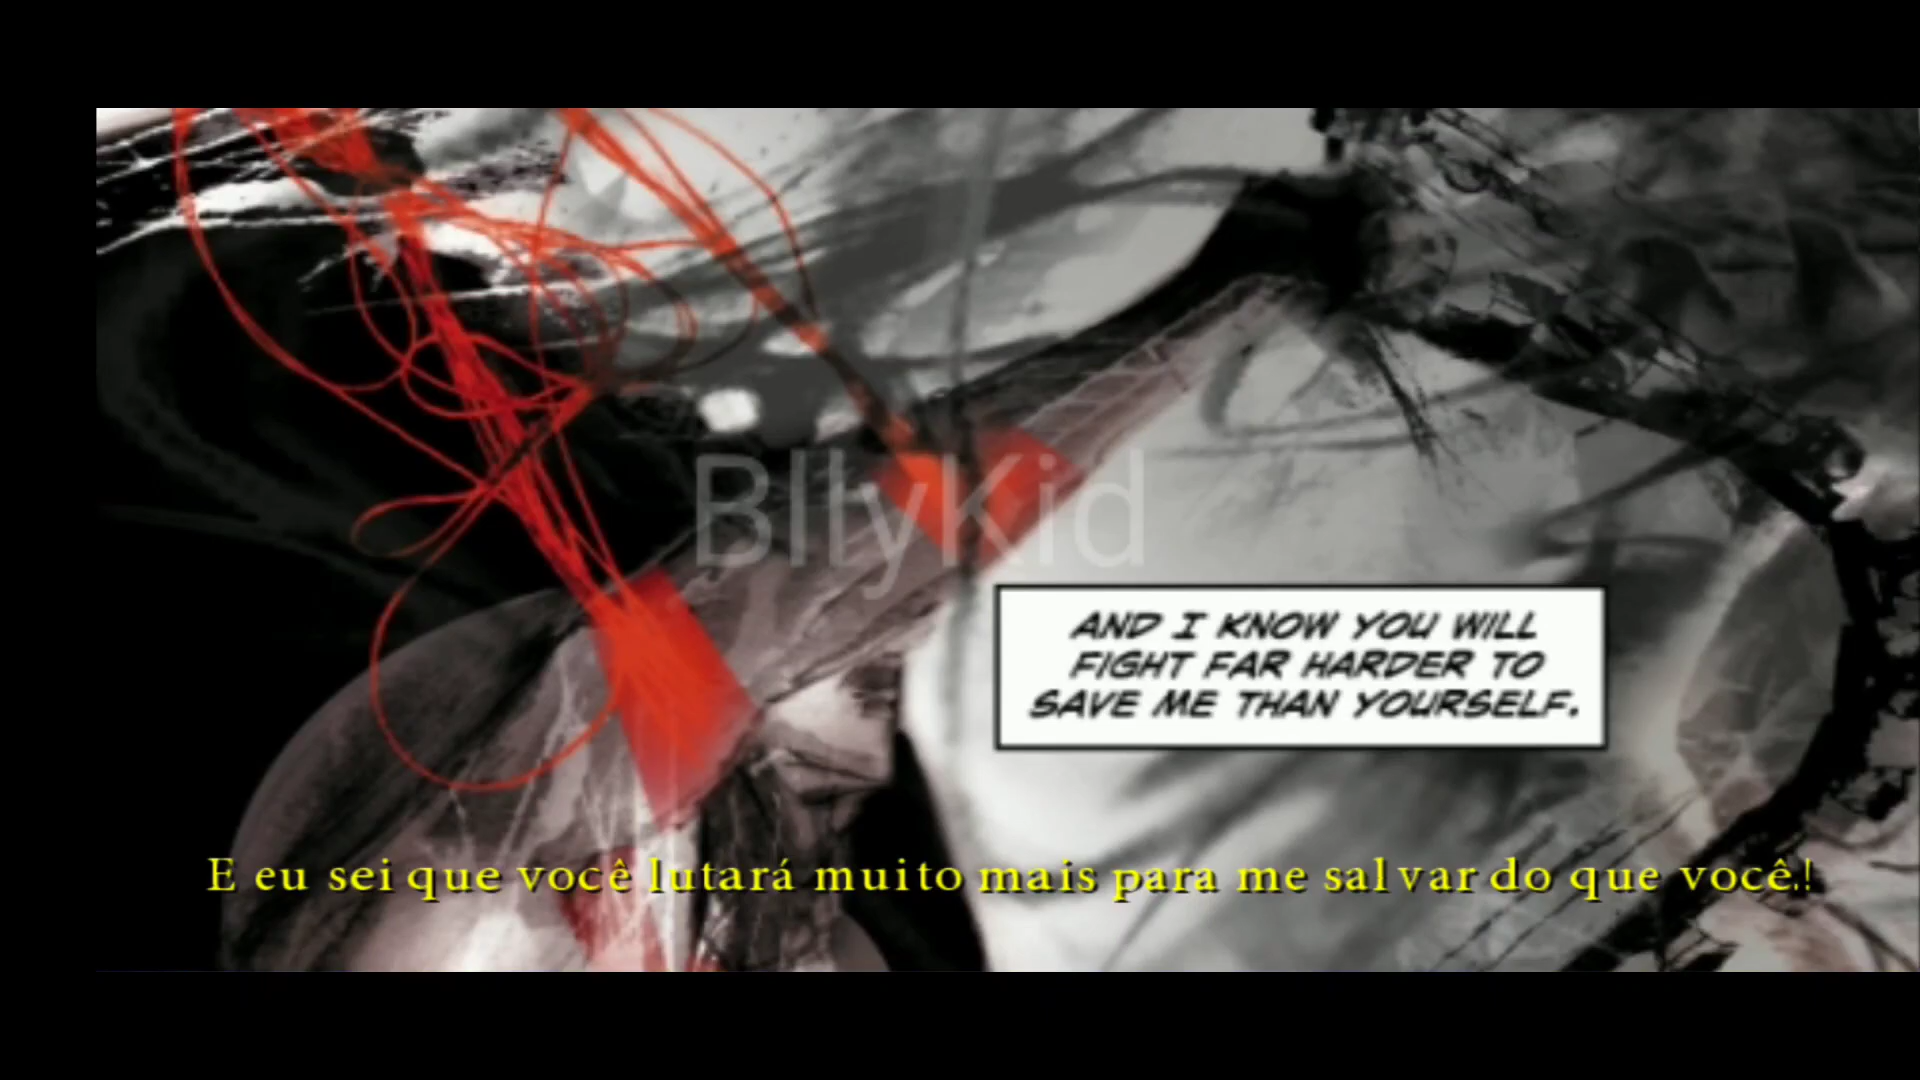 BllyKid
AND I KNOW YOU WILL
FIGHT FAR HARDER TO
SAVE ME THAN YOURSELF.
E eu sei que você lutará muito mais para me salvar do que você.!